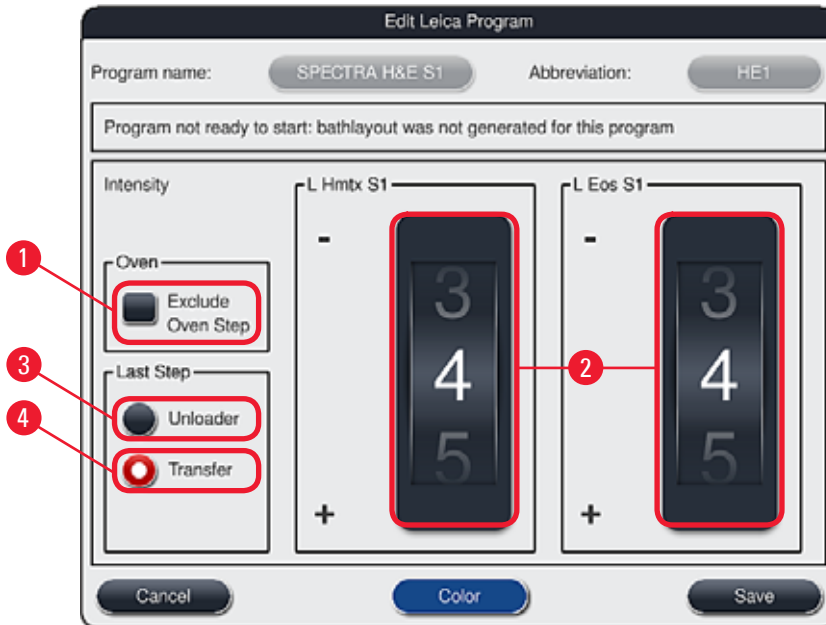 Edit Leica Program
Program name: SPECTRA H&E S1 Abbreviation: HE1
Program not ready to start: bathlayout was not generated for this program
Intensity
L Hmtx S1
L Eos S1
- -
1
Oven
Exclude
Oven Step
3 3
4 4
5 5
2
3
Last Step
Unloader
4
Transfer
+ +
Cancel Color Save